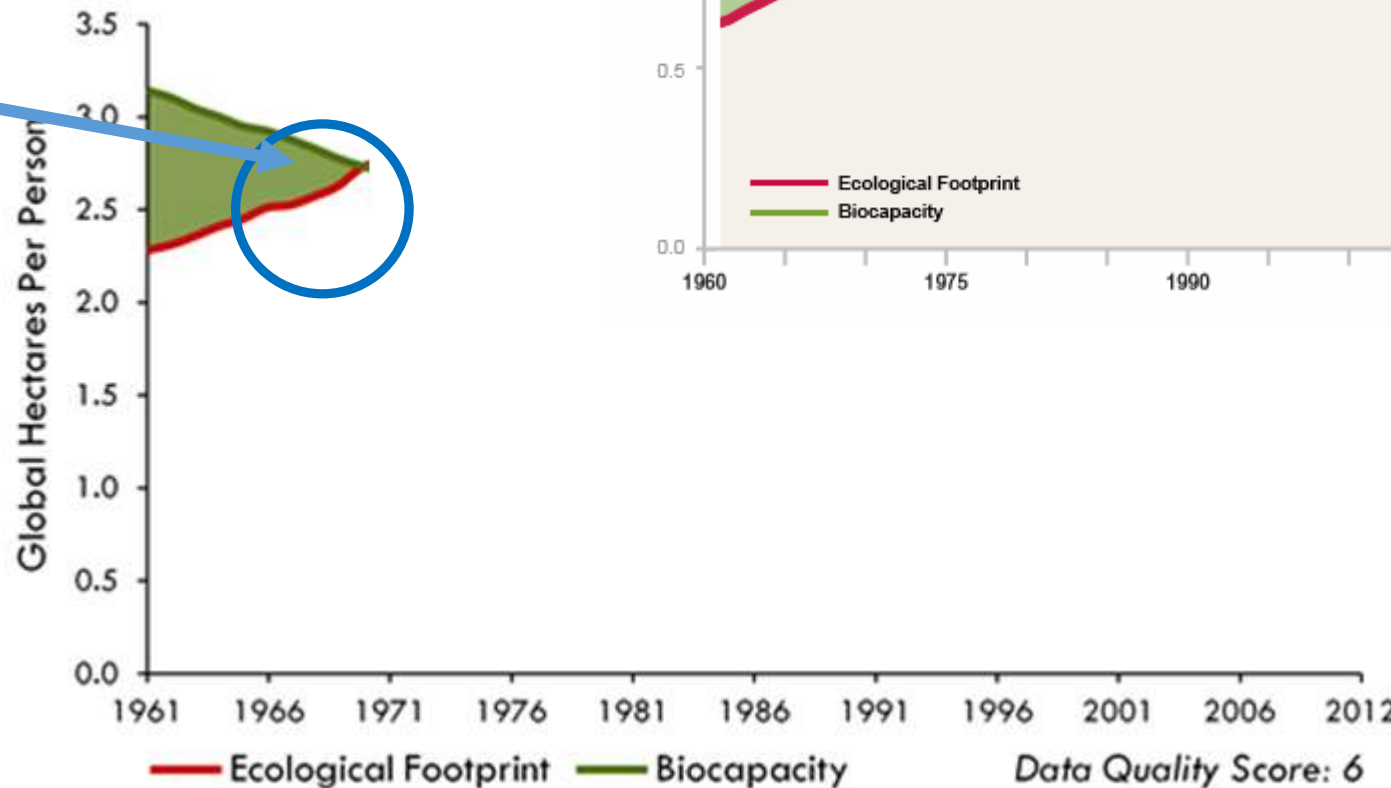 3.5
3.0
2.5
2.0
1.5
1.0
0.5
0.0
Global Hectares Per Person
1961 1966 1971 1976 1981 1986 1991 1996 2001 2006 2012
Ecological Footprint Biocapacity Data Quality Score: 6
0.5
Ecological Footprint
Biocapacity
0.0
1960 1975 1990